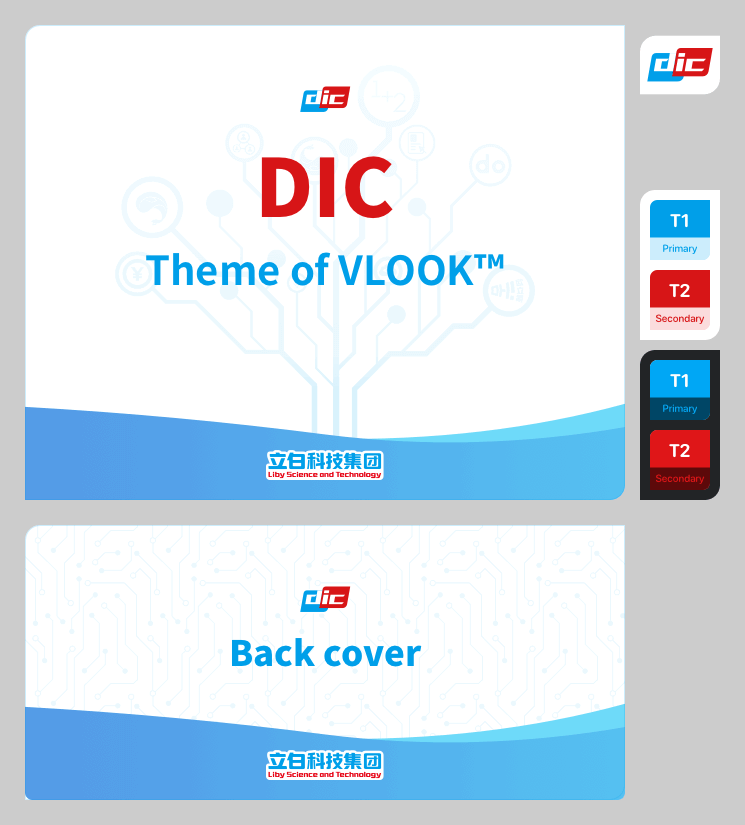 dic
DIC
Theme of VLOOK™
立白科技集团
Liby Science and Technology
dic
T1
Primary
T2
Secondary
T1
Primary
T2
Secondary
dic
Back cover
立白科技集团
Liby Science and Technology